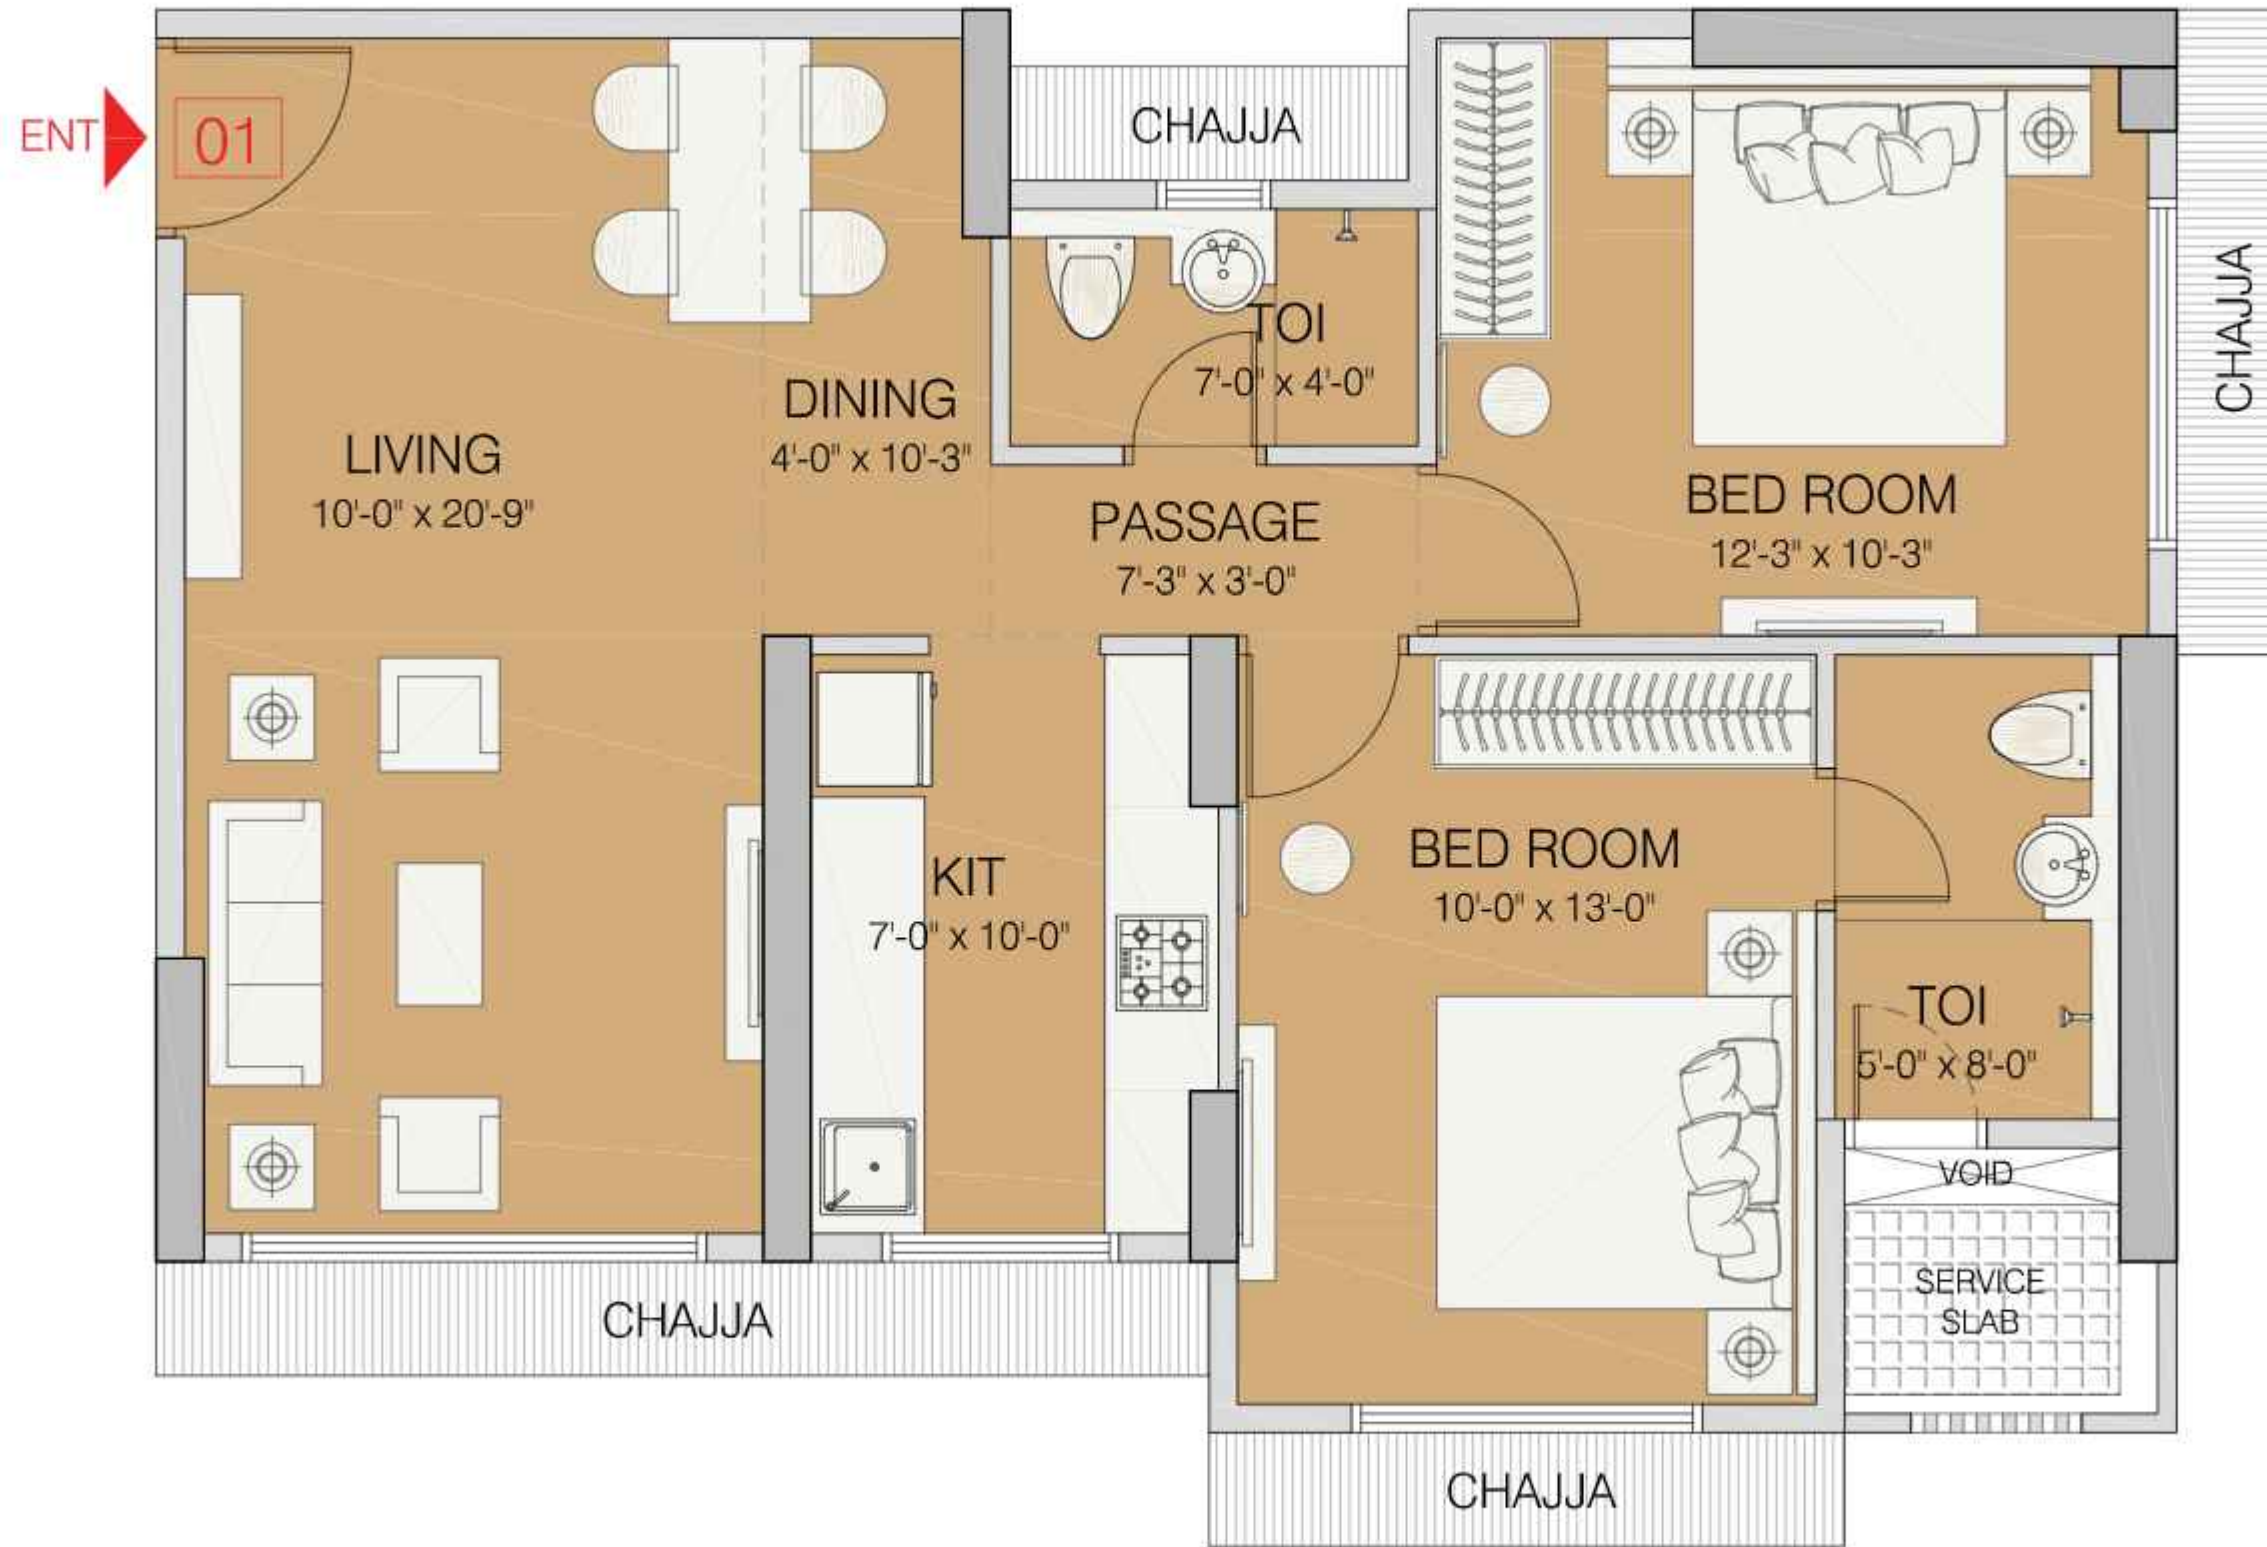 ENT
01
CHAJJA
CHAJJA
TOI
7'-0" x 4'-0"
DINING
4'-0" x 10'-3"
LIVING
10'-0" x 20'-9"
PASSAGE
7'-3" x 3'-0"
BED ROOM
12'-3" x 10'-3"
KIT
7'-0" x 10'-0"
BED ROOM
10'-0" x 13'-0"
TOI
5'-0" x 8'-0"
VOID
SERVICE
SLAB
CHAJJA
CHAJJA